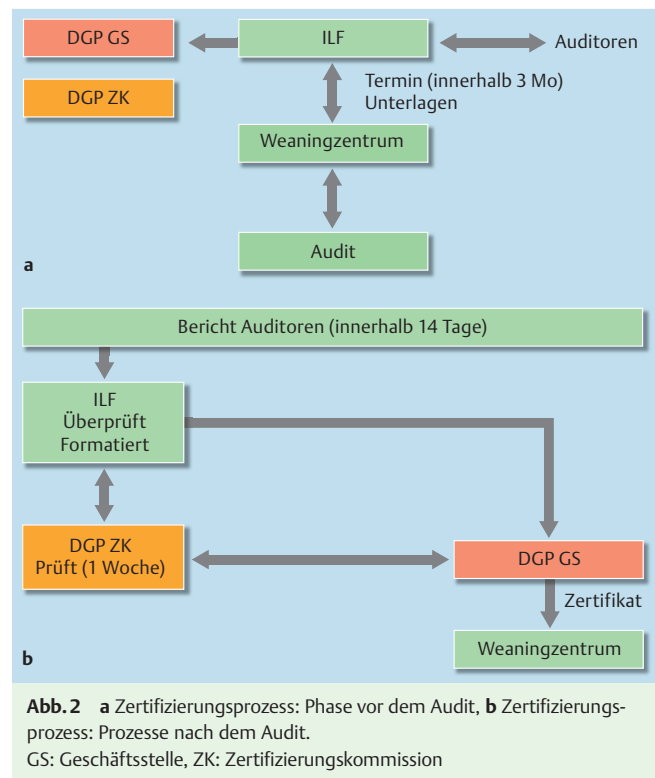 DGP GS
ILF
Auditoren
DGP ZK
Termin (innerhalb 3 Mo)
Unterlagen
Weaningzentrum
Audit
a
Bericht Auditoren (innerhalb 14 Tage)
ILF
Überprüft
Formatiert
DGP ZK
Prüft (1 Woche)
DGP GS
Zertifikat
Weaningzentrum
b
Abb. 2 a Zertifizierungsprozess: Phase vor dem Audit, b Zertifizierungs-
prozess: Prozesse nach dem Audit.
GS: Geschäftsstelle, ZK: Zertifizierungskommission